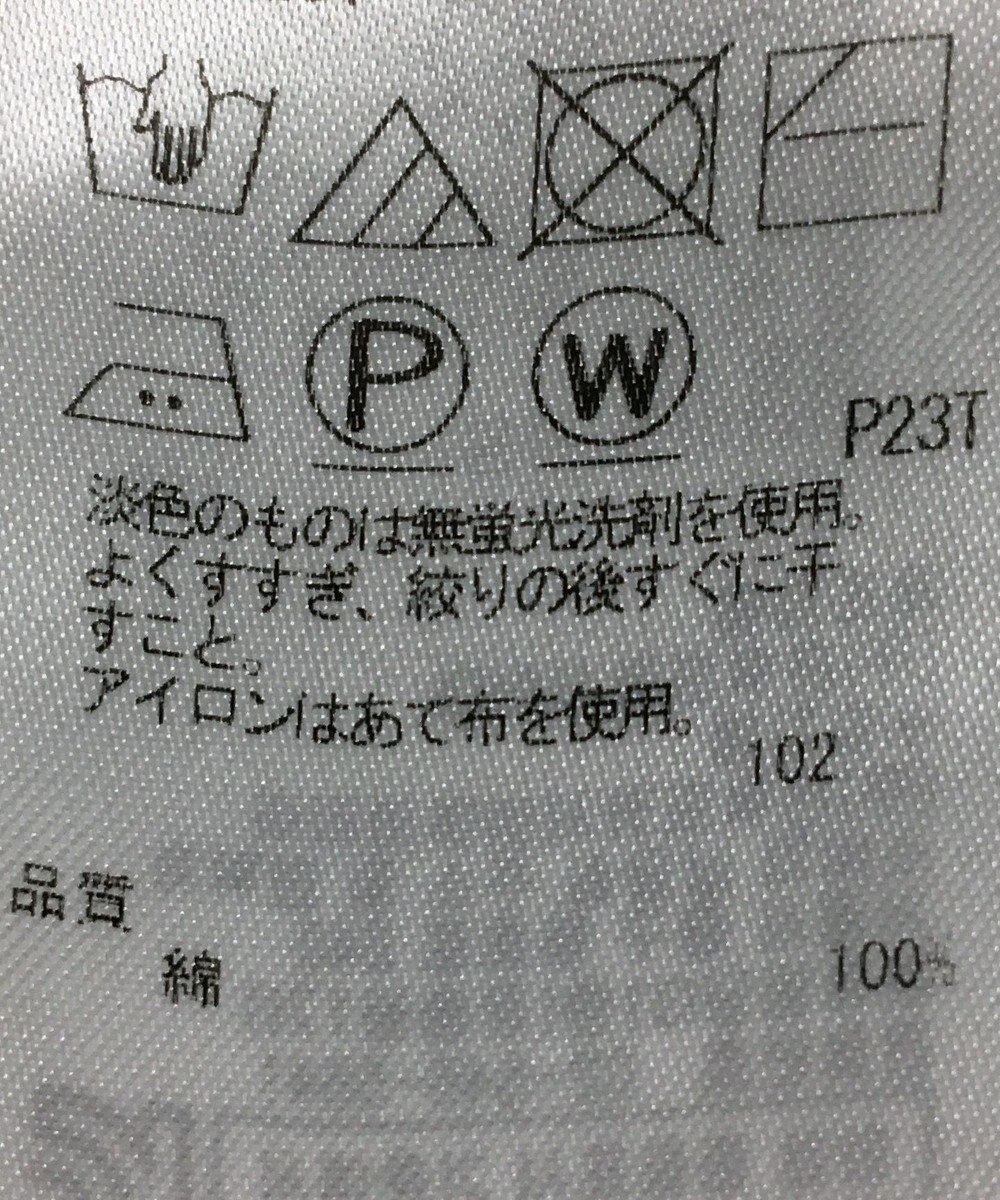 P
W
P23T
淡色のものは無蛍光洗剤を使用。
よくすすぎ、絞りの後すぐに干
すこと。
アイロンはあて布を使用。
102
品質
綿 100%